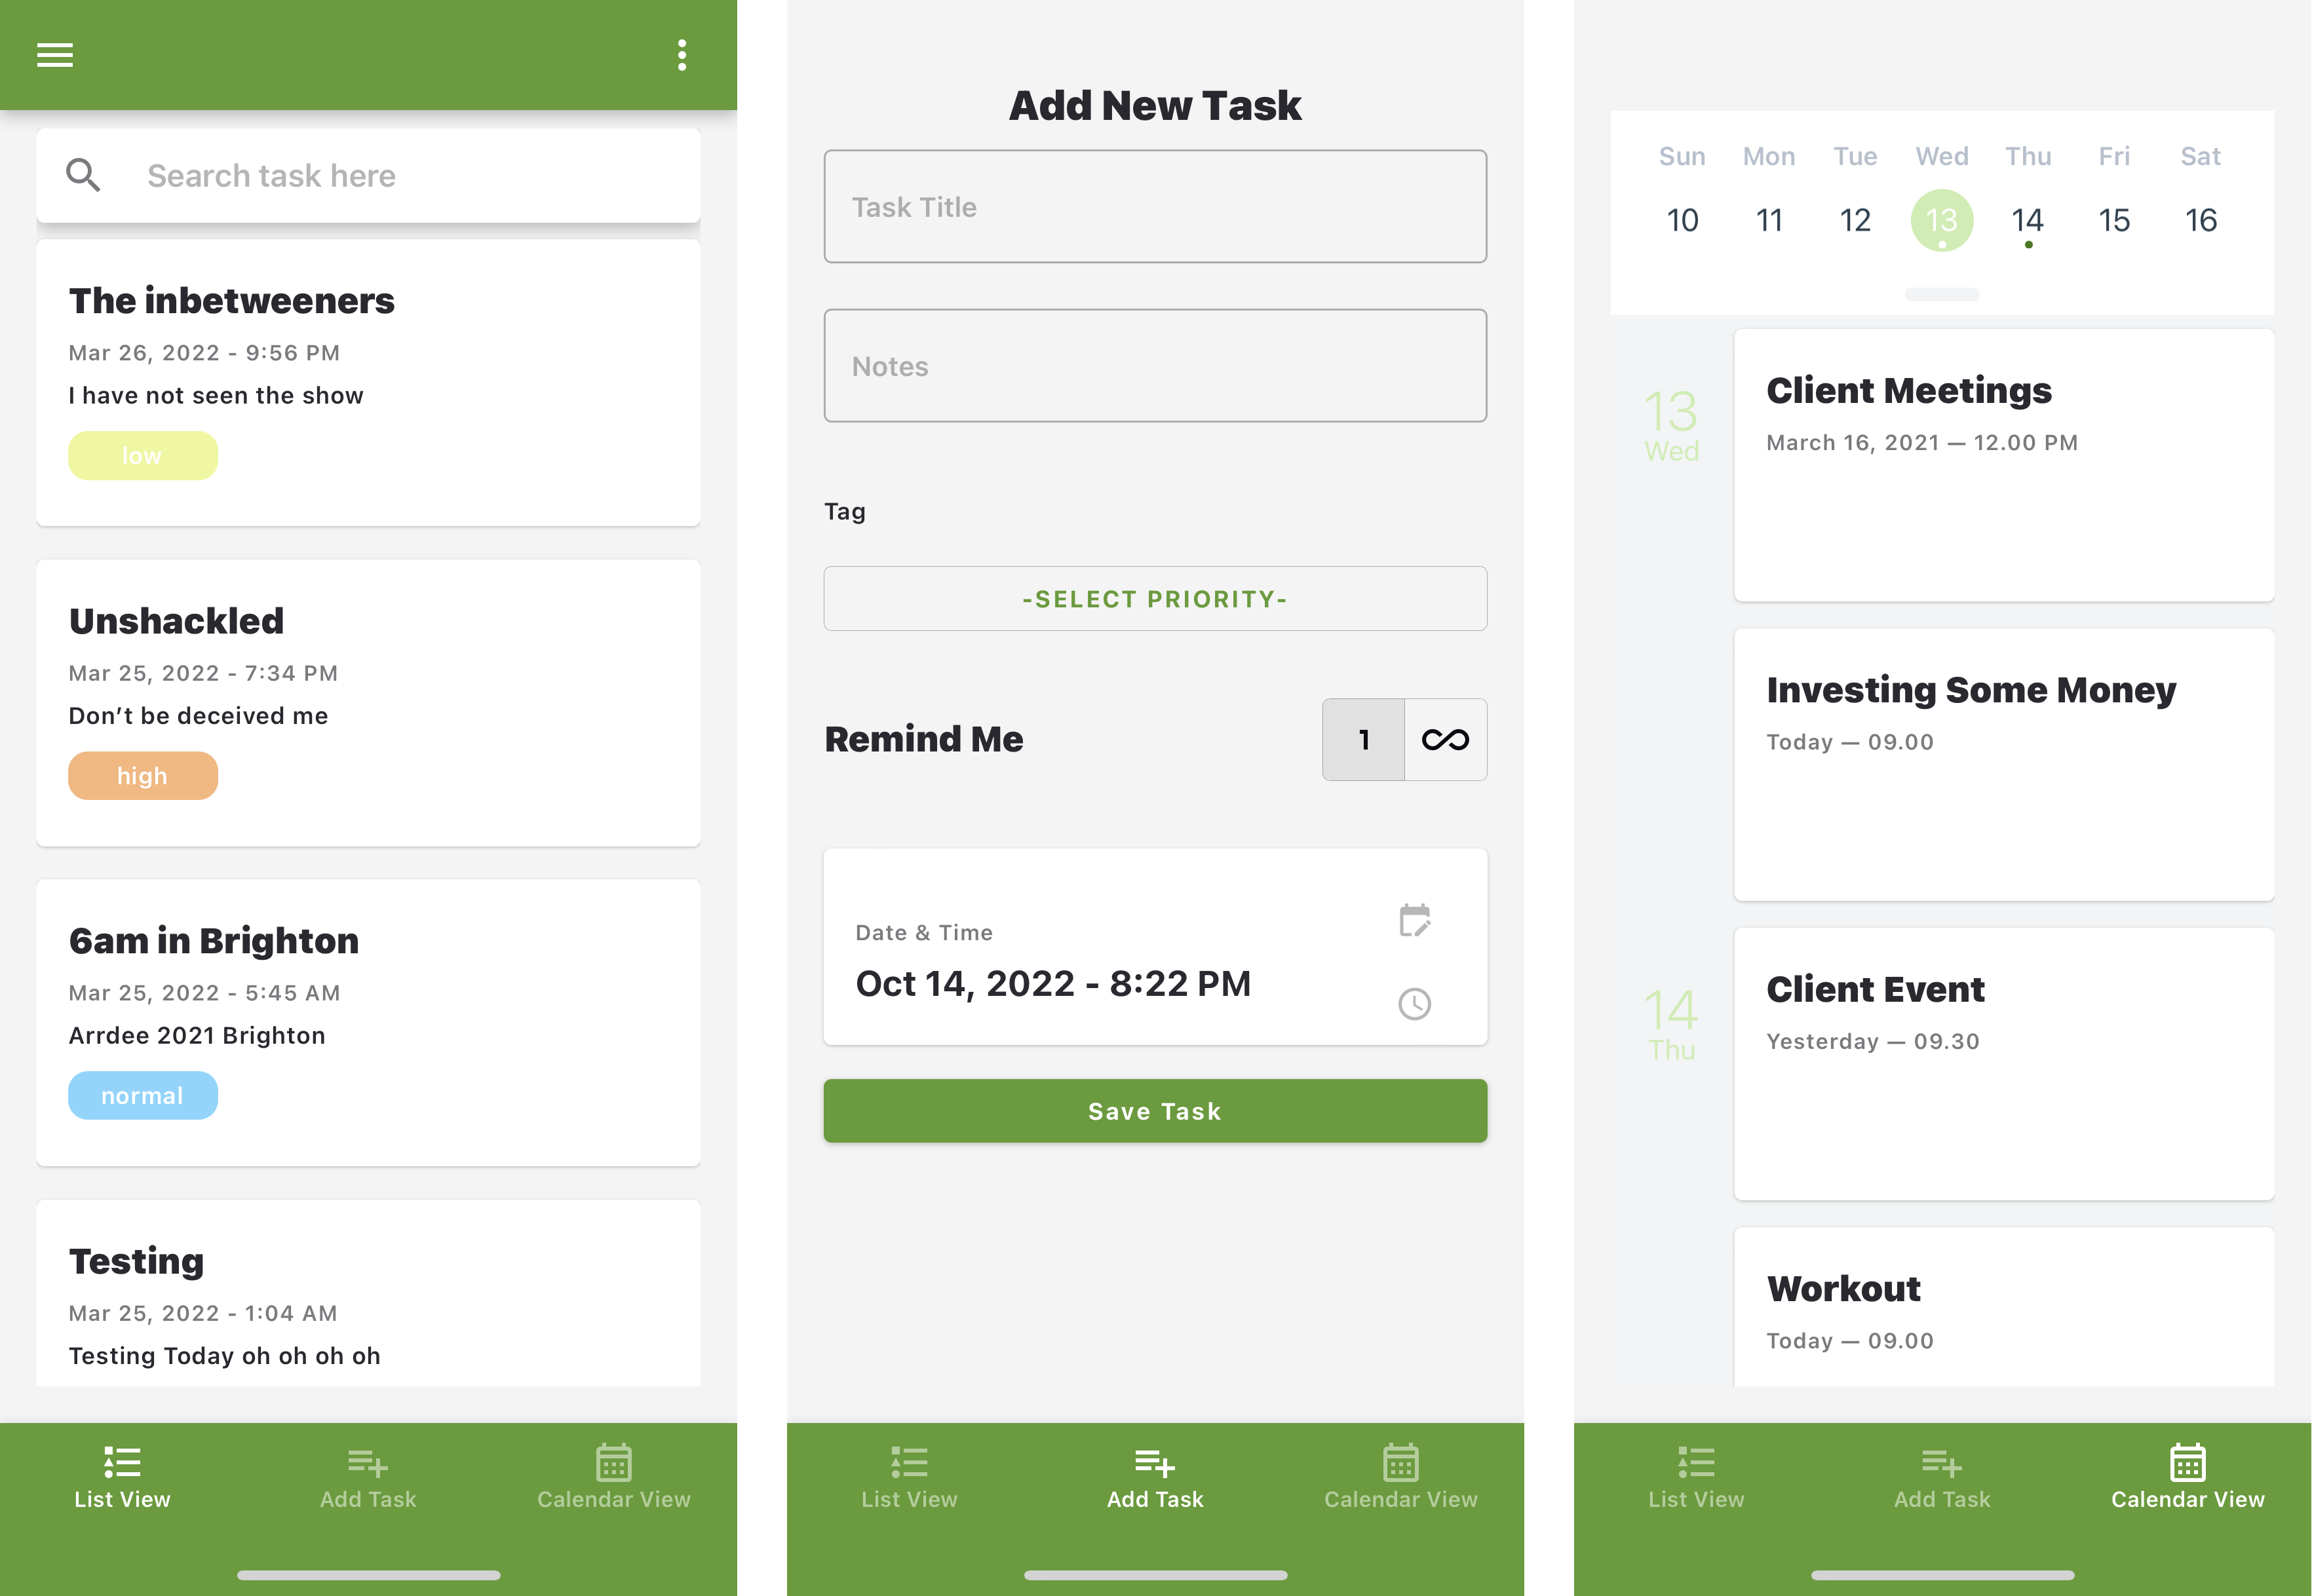 Search task here
The inbetweeners
Mar 26, 2022 - 9:56 PM
I have not seen the show
low
Unshackled
Mar 25, 2022 - 7:34 PM
Don't be deceived me
high
6am in Brighton
Mar 25, 2022 - 5:45 AM
Arrdee 2021 Brighton
normal
Testing
Mar 25, 2022 - 1:04 AM
Testing Today oh oh oh oh
List View Add Task Calendar View
Add New Task
Task Title
Notes
Tag
-SELECT PRIORITY-
Remind Me 1
Date & Time
Oct 14, 2022 - 8:22 PM
Save Task
List View Add Task Calendar View
Sun Mon Tue Wed Thu Fri Sat
10 11 12 13 14 15 16
13
Wed
Client Meetings
March 16, 2021 — 12.00 PM
Investing Some Money
Today — 09.00
14
Thu
Client Event
Yesterday — 09.30
Workout
Today — 09.00
List View Add Task Calendar View